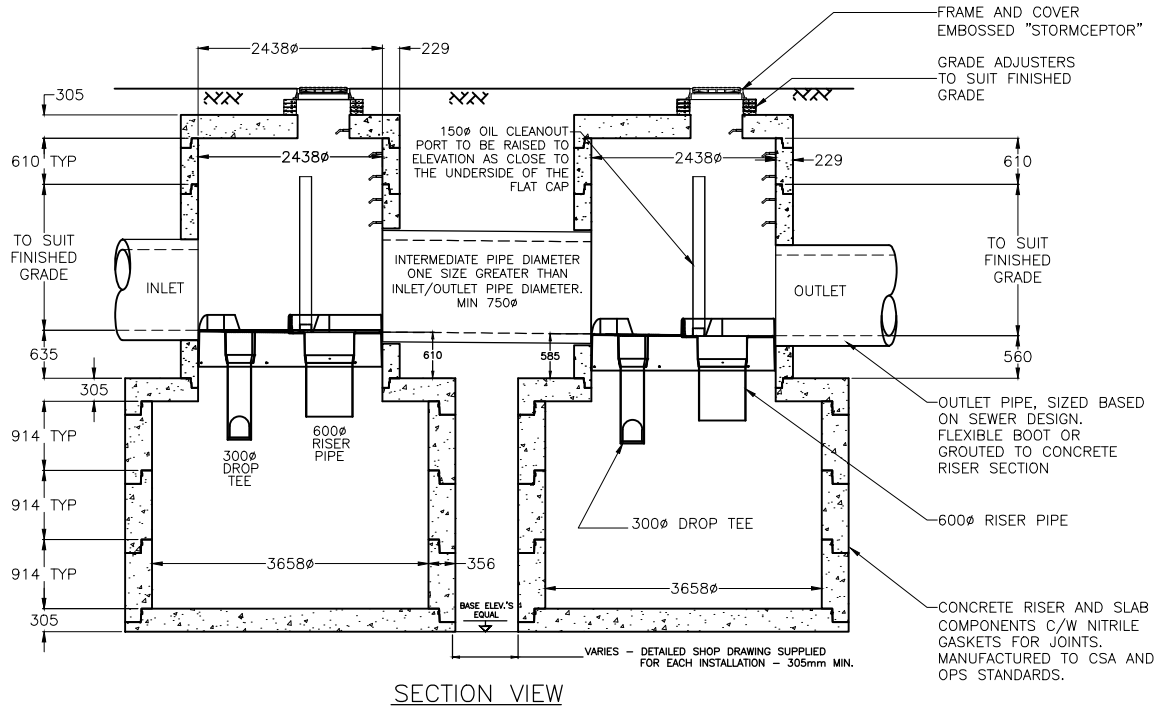 FRAME AND COVER
EMBOSSED "STORMCEPTOR"
GRADE ADJUSTERS
TO SUIT FINISHED
GRADE
2438ø
229
305
610 TYP
TO SUIT
FINISHED
GRADE
635
305
914 TYP
914 TYP
914 TYP
305
2438ø
150ø OIL CLEANOUT
PORT TO BE RAISED TO
ELEVATION AS CLOSE TO
THE UNDERSIDE OF THE
FLAT CAP
2438ø
229
610
TO SUIT
FINISHED
GRADE
560
INLET
INTERMEDIATE PIPE DIAMETER
ONE SIZE GREATER THAN
INLET/OUTLET PIPE DIAMETER.
MIN 750ø
OUTLET
610
585
300ø
DROP
TEE
600ø
RISER
PIPE
OUTLET PIPE, SIZED BASED
ON SEWER DESIGN.
FLEXIBLE BOOT OR
GROUTED TO CONCRETE
RISER SECTION
300ø DROP TEE
600ø RISER PIPE
3658ø
356
3658ø
BASE ELEV.'S
EQUAL
CONCRETE RISER AND SLAB
COMPONENTS C/W NITRILE
GASKETS FOR JOINTS.
MANUFACTURED TO CSA AND
OPS STANDARDS.
VARIES – DETAILED SHOP DRAWING SUPPLIED
FOR EACH INSTALLATION – 305mm MIN.
SECTION VIEW